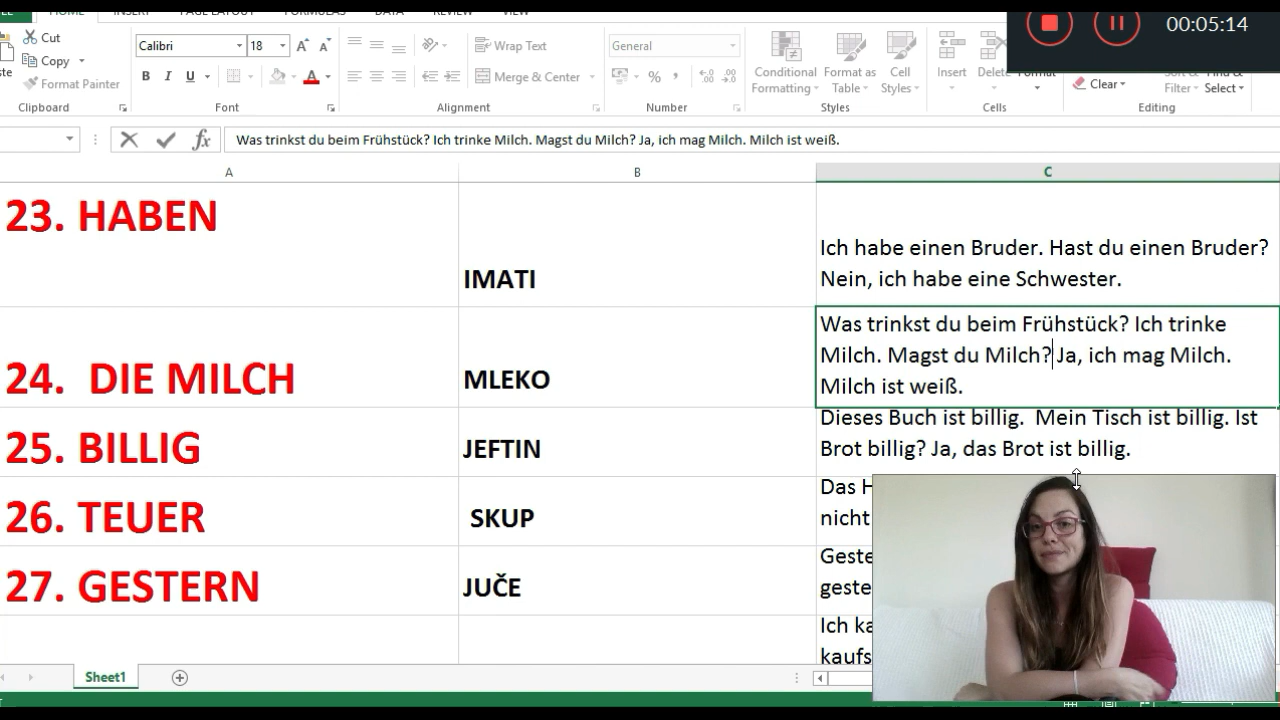 HOME INSERT PAGE LAYOUT FORMULAS DATA REVIEW VIEW
00:05:14
Cut
Copy
Format Painter
Calibri 18
B I U
Wrap Text
Merge & Center
General
Conditional Formatting
Format as Table
Cell Styles
Insert
Delete
Format
Clear
Sort & Filter
Find & Select
Clipboard Font Alignment Number Styles Cells Editing
Was trinkst du beim Frühstück? Ich trinke Milch. Magst du Milch? Ja, ich mag Milch. Milch ist weiß.
A B C
23. HABEN
IMATI
Ich habe einen Bruder. Hast du einen Bruder?
Nein, ich habe eine Schwester.
24. DIE MILCH
MLEKO
Was trinkst du beim Frühstück? Ich trinke
Milch. Magst du Milch? Ja, ich mag Milch.
Milch ist weiß.
25. BILLIG
JEFTIN
Dieses Buch ist billig. Mein Tisch ist billig. Ist
Brot billig? Ja, das Brot ist billig.
26. TEUER
SKUP
Das
nicht
27. GESTERN
JUČE
Ich
Sheet1